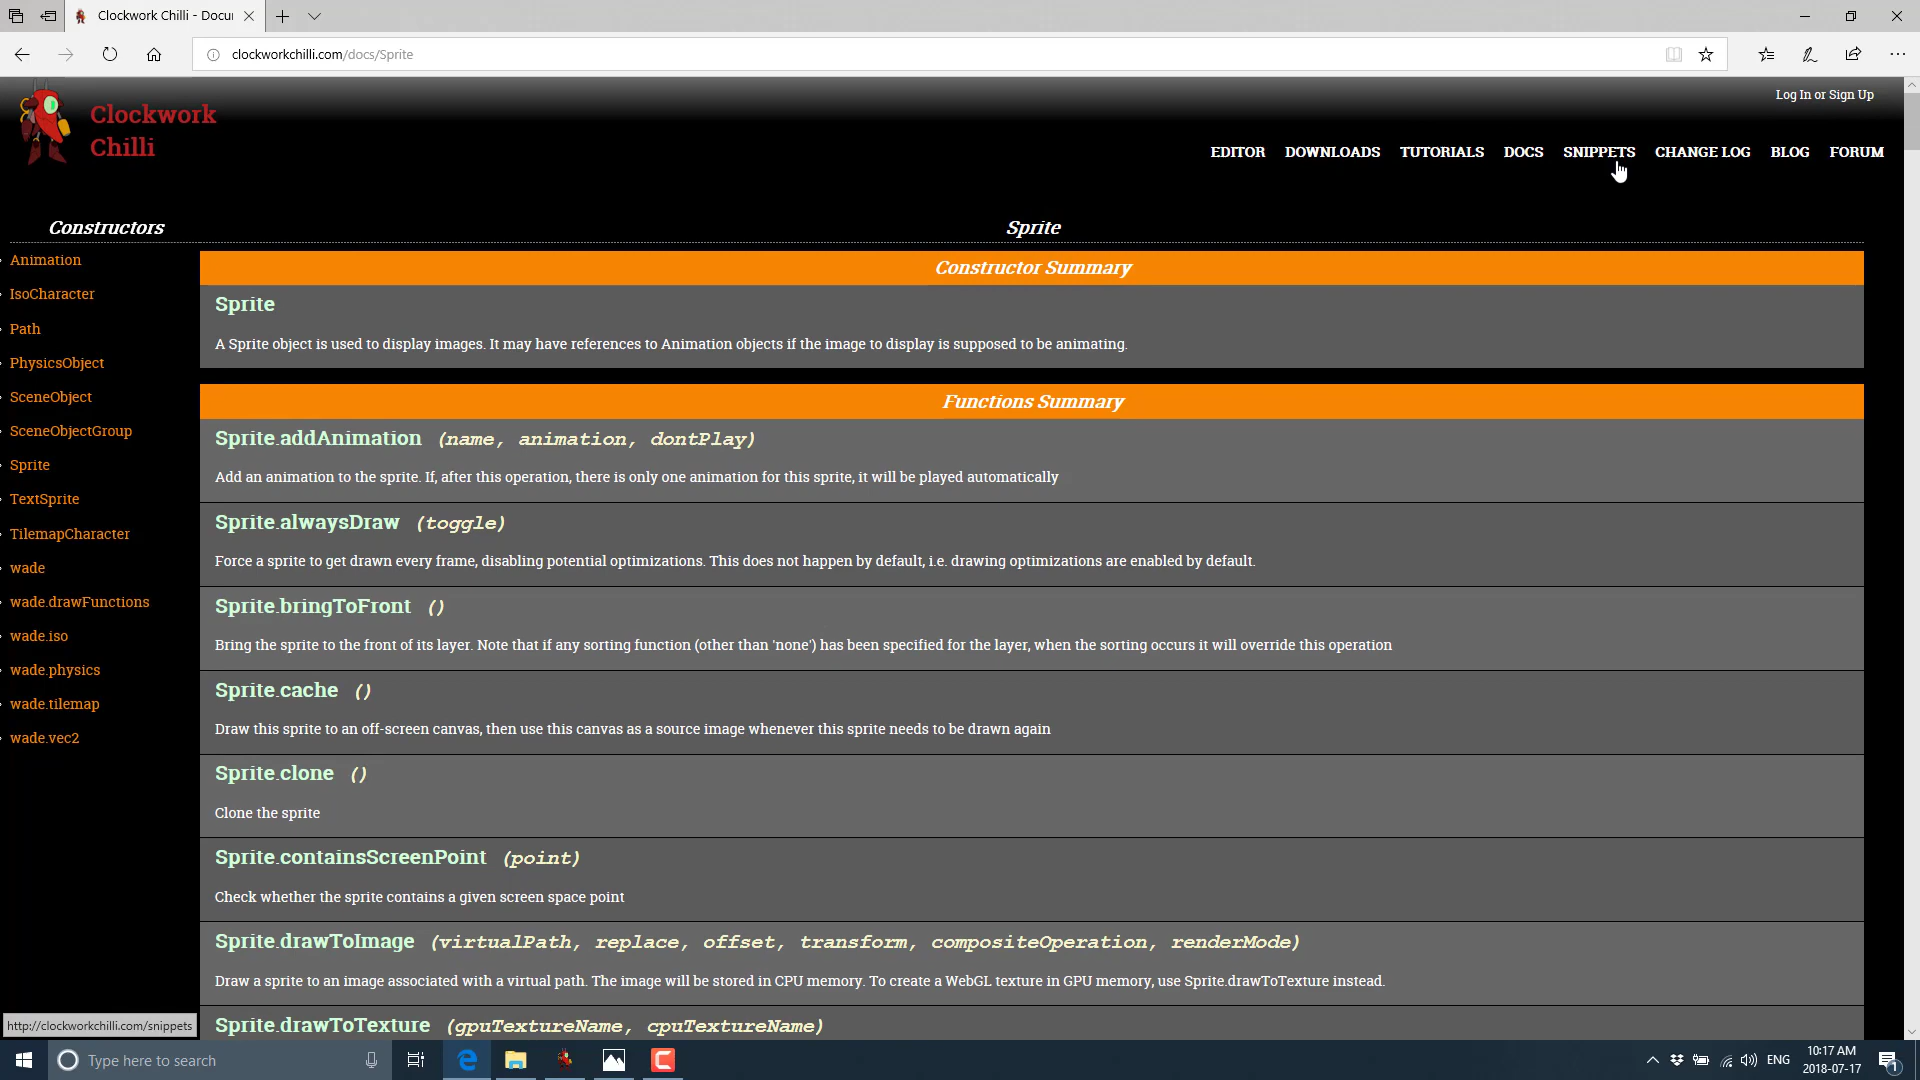 Clockwork Chilli - Docu
clockworkchilli.com/docs/Sprite
Log In or Sign Up
Clockwork
Chilli
EDITOR DOWNLOADS TUTORIALS DOCS SNIPPETS CHANGE LOG BLOG FORUM
Constructors
Animation
IsoCharacter
Path
PhysicsObject
SceneObject
SceneObjectGroup
Sprite
TextSprite
TilemapCharacter
wade
wade.drawFunctions
wade.iso
wade.physics
wade.tilemap
wade.vec2
Sprite
Constructor Summary
Sprite
A Sprite object is used to display images. It may have references to Animation objects if the image to display is supposed to be animating.
Functions Summary
Sprite.addAnimation (name, animation, dontPlay)
Add an animation to the sprite. If, after this operation, there is only one animation for this sprite, it will be played automatically
Sprite.alwaysDraw (toggle)
Force a sprite to get drawn every frame, disabling potential optimizations. This does not happen by default, i.e. drawing optimizations are enabled by default.
Sprite.bringToFront ()
Bring the sprite to the front of its layer. Note that if any sorting function (other than 'none') has been specified for the layer, when the sorting occurs it will override this operation
Sprite.cache ()
Draw this sprite to an off-screen canvas, then use this canvas as a source image whenever this sprite needs to be drawn again
Sprite.clone ()
Clone the sprite
Sprite.containsScreenPoint (point)
Check whether the sprite contains a given screen space point
Sprite.drawToImage (virtualPath, replace, offset, transform, compositeOperation, renderMode)
Draw a sprite to an image associated with a virtual path. The image will be stored in CPU memory. To create a WebGL texture in GPU memory, use Sprite.drawToTexture instead.
Sprite.drawToTexture (gpuTextureName, cpuTextureName)
http://clockworkchilli.com/snippets
Type here to search
ENG
10:17 AM
2018-07-17
1